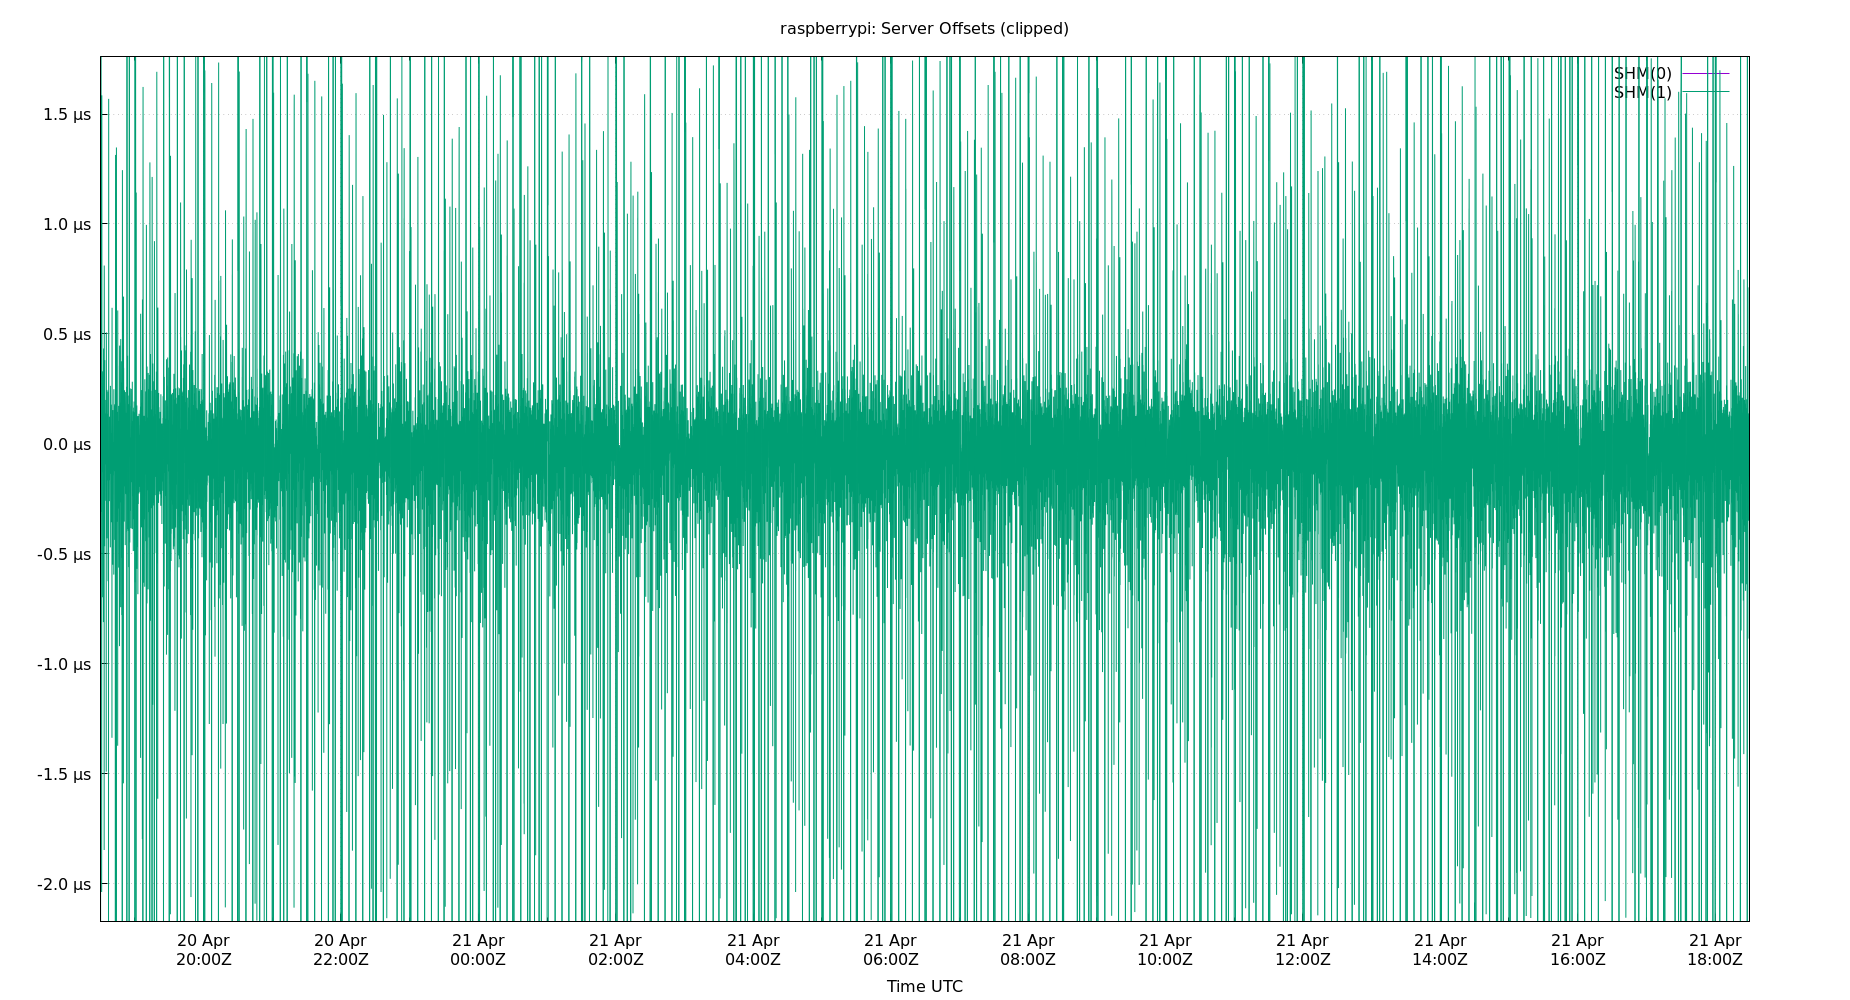 raspberrypi: Server Offsets (clipped)
SHM(0)
SHM(1)
1.5 µs
1.0 µs
0.5 µs
0.0 µs
-0.5 µs
-1.0 µs
-1.5 µs
-2.0 µs
20 Apr 20 Apr 21 Apr 21 Apr 21 Apr 21 Apr 21 Apr 21 Apr 21 Apr 21 Apr 21 Apr 21 Apr
20:00Z 22:00Z 00:00Z 02:00Z 04:00Z 06:00Z 08:00Z 10:00Z 12:00Z 14:00Z 16:00Z 18:00Z
Time UTC